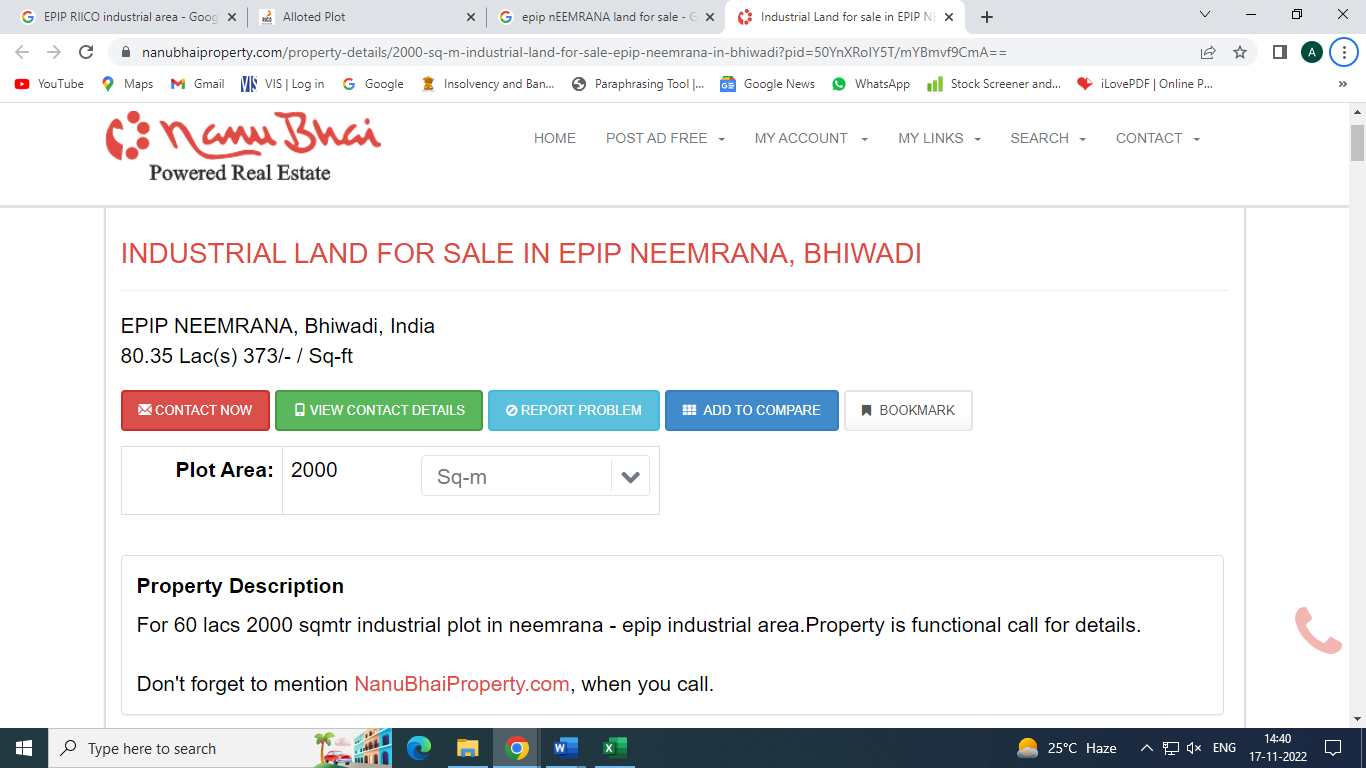 EPIP RIICO industrial area - Goog
Alloted Plot
epip nEEMRANA land for sale - G
Industrial Land for sale in EPIP NE
nanubhaiproperty.com/property-details/2000-sq-m-industrial-land-for-sale-epip-neemrana-in-bhiwadi?pid=50YnXRoIY5T/mYBmvf9CmA==
A
YouTube
Maps
Gmail
VIS | Log in
Google
Insolvency and Ban...
Paraphrasing Tool |...
Google News
WhatsApp
Stock Screener and...
iLovePDF | Online P...
»
Nanu Bhai
Powered Real Estate
HOME
POST AD FREE
MY ACCOUNT
MY LINKS
SEARCH
CONTACT
INDUSTRIAL LAND FOR SALE IN EPIP NEEMRANA, BHIWADI
EPIP NEEMRANA, Bhiwadi, India
80.35 Lac(s) 373/- / Sq-ft
CONTACT NOW
VIEW CONTACT DETAILS
REPORT PROBLEM
ADD TO COMPARE
BOOKMARK
Plot Area:
2000
Sq-m
Property Description
For 60 lacs 2000 sqmtr industrial plot in neemrana - epip industrial area.Property is functional call for details.
Don't forget to mention NanuBhaiProperty.com, when you call.
Type here to search
25°C Haze
ENG
14:40
17-11-2022